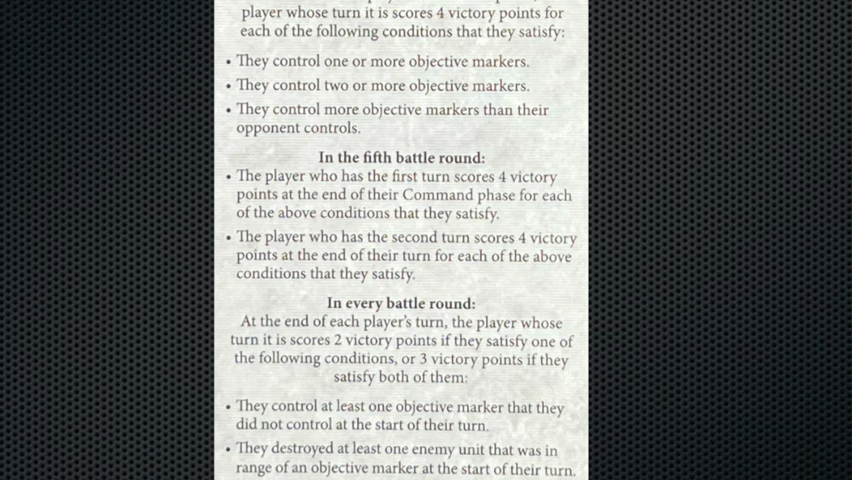 player whose turn it is scores 4 victory points for
each of the following conditions that they satisfy:
• They control one or more objective markers.
• They control two or more objective markers.
• They control more objective markers than their
opponent controls.
In the fifth battle round:
• The player who has the first turn scores 4 victory
points at the end of their Command phase for each
of the above conditions that they satisfy.
• The player who has the second turn scores 4 victory
points at the end of their turn for each of the above
conditions that they satisfy.
In every battle round:
At the end of each player's turn, the player whose
turn it is scores 2 victory points if they satisfy one of
the following conditions, or 3 victory points if they
satisfy both of them:
• They control at least one objective marker that they
did not control at the start of their turn.
• They destroyed at least one enemy unit that was in
range of an objective marker at the start of their turn.